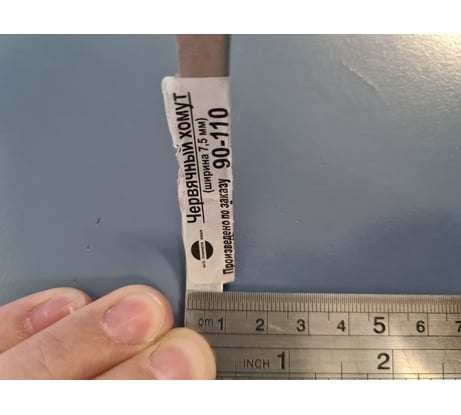 Червячный хомут
(ширина 7,5 мм)
90-110
Произведено по заказу
cm 1 2 3 4 5 6 7
INCH 1 2